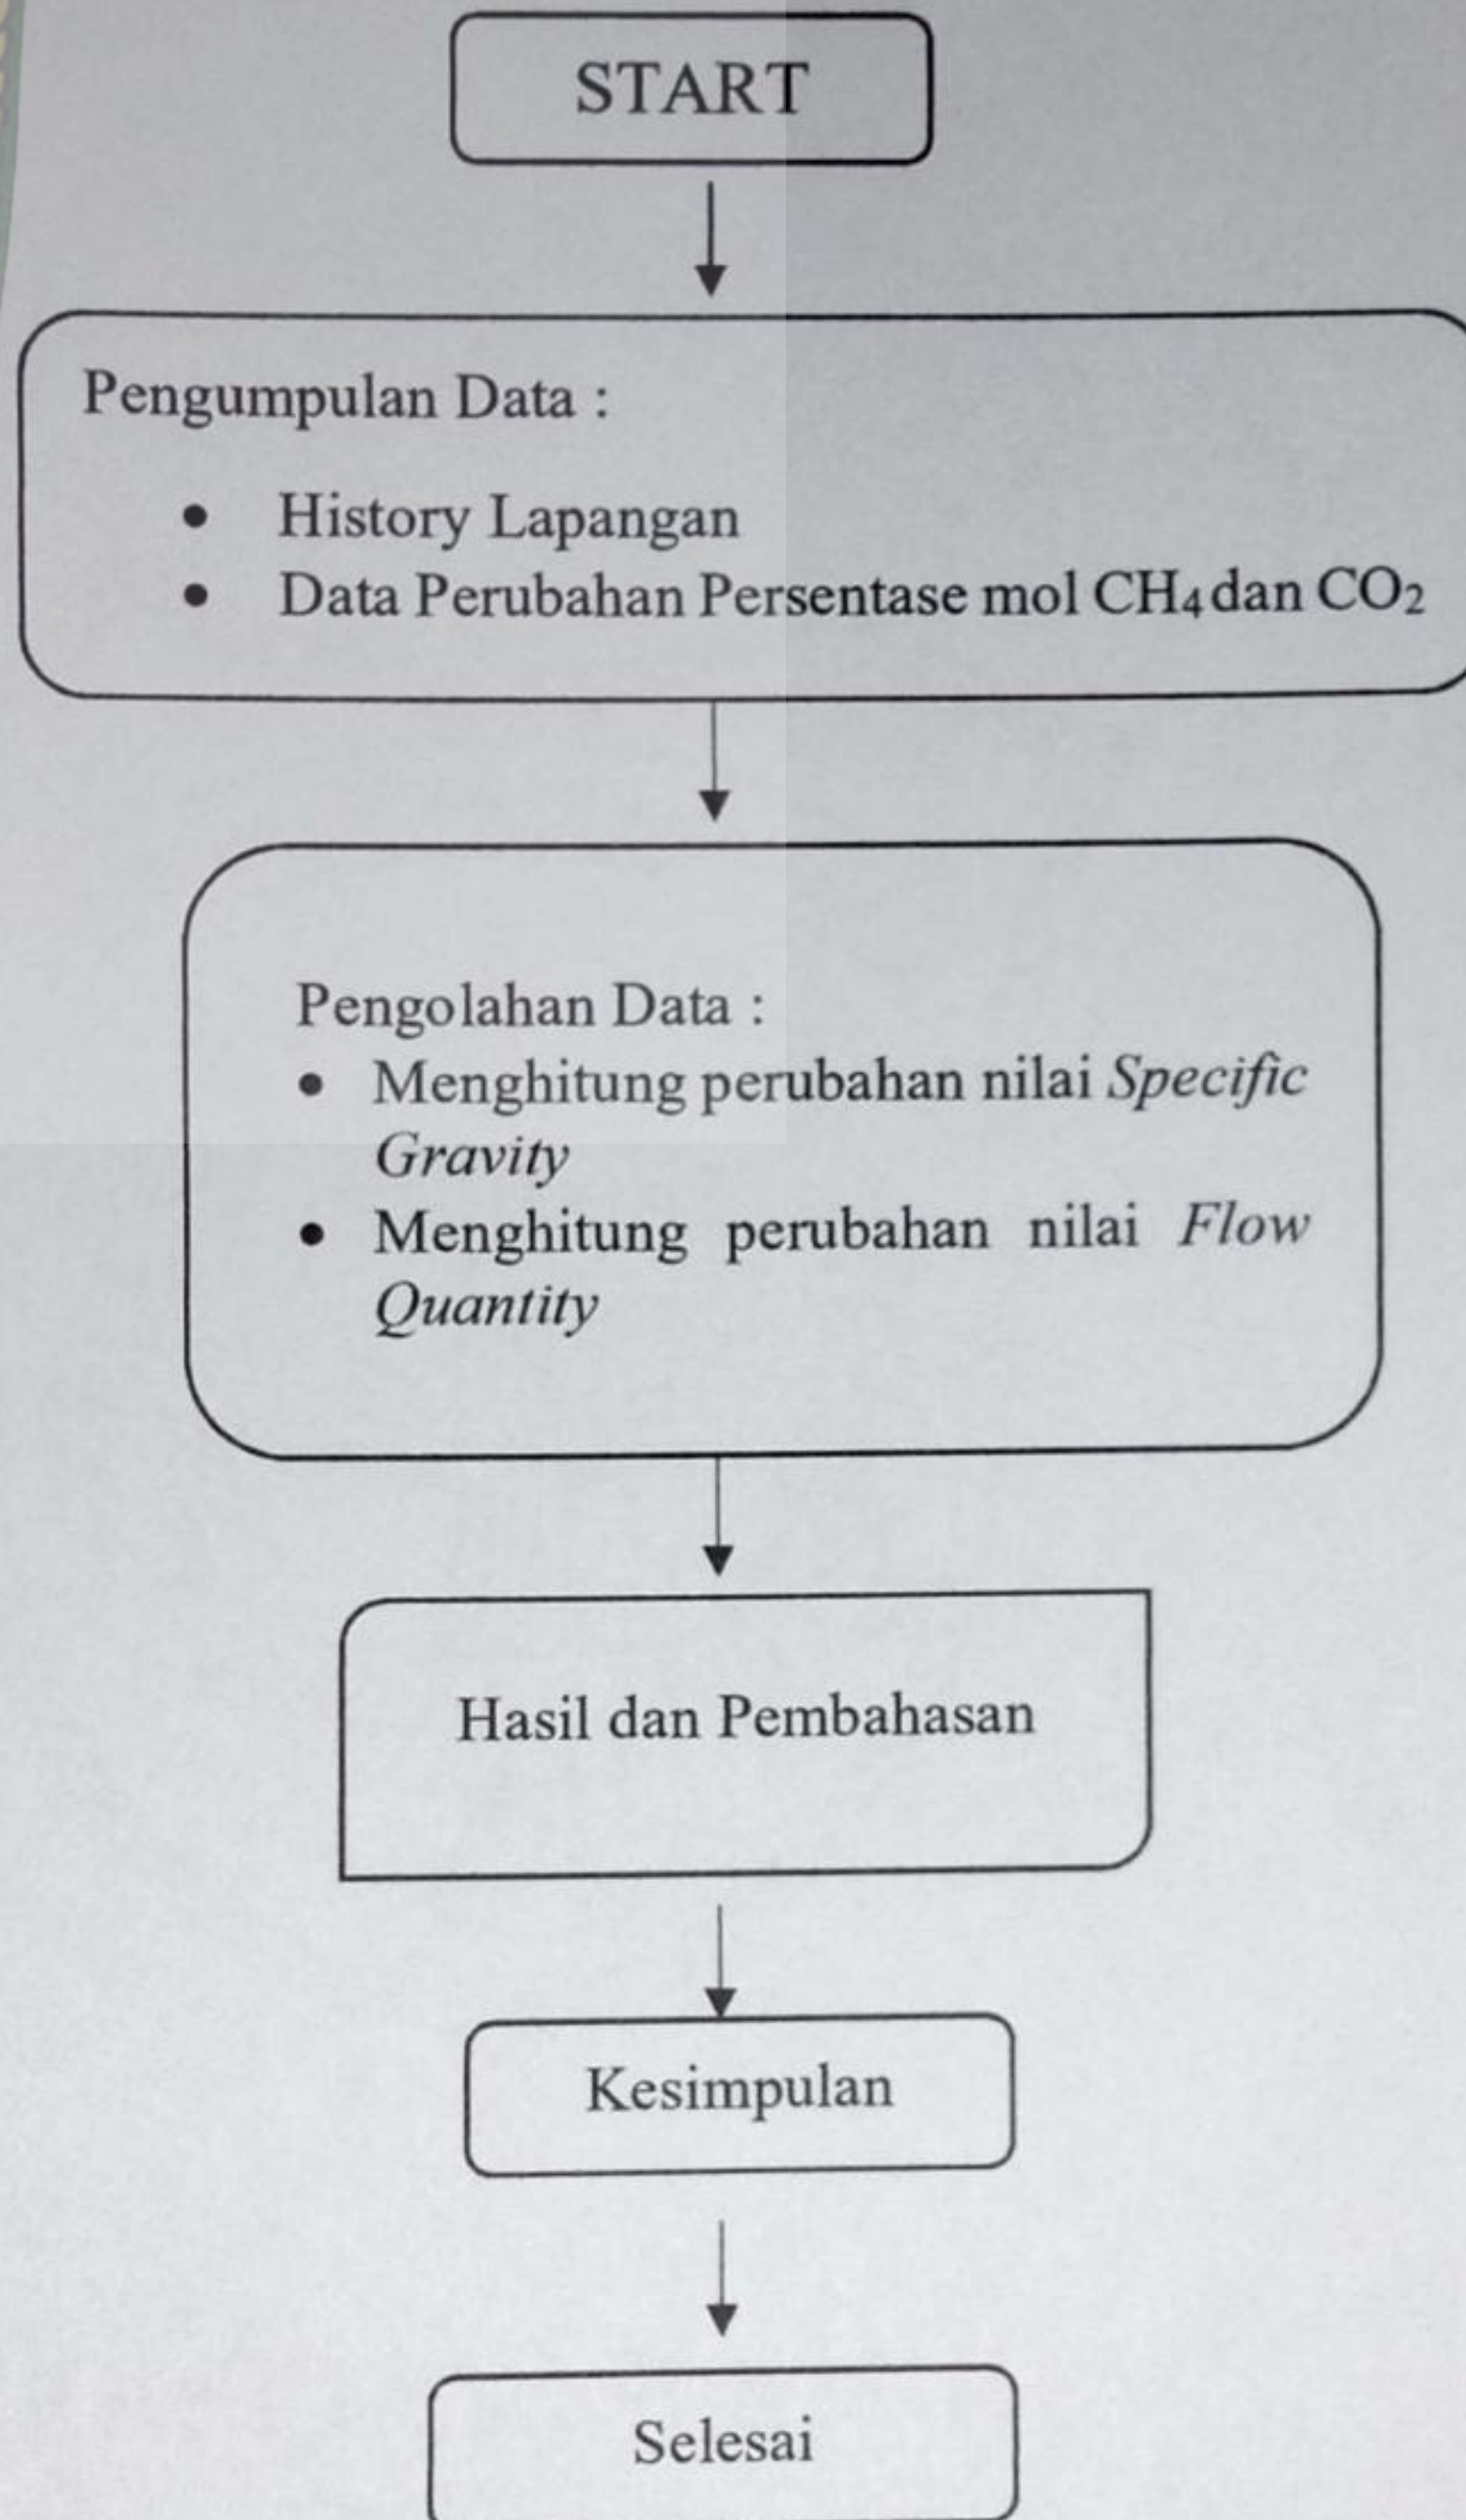 START
Pengumpulan Data :
• History Lapangan
• Data Perubahan Persentase mol CH₄ dan CO₂
Pengolahan Data :
• Menghitung perubahan nilai Specific
Gravity
• Menghitung perubahan nilai Flow
Quantity
Hasil dan Pembahasan
Kesimpulan
Selesai